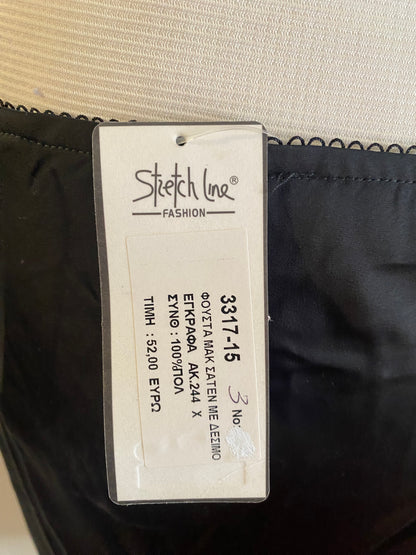 Stretch Line®
FASHION
3317-15
ΦΟΥΣΤΑ ΜΑΚ ΣΑΤΕΝ ΜΕ ΔΕΣΙΜΟ
ΕΓΚΡΑΦΑ ΑΚ.244 Χ
ΣΥΝΘ : 100%ΠΟΛ
ΤΙΜΗ : 52,00 ΕΥΡΩ
3 No: